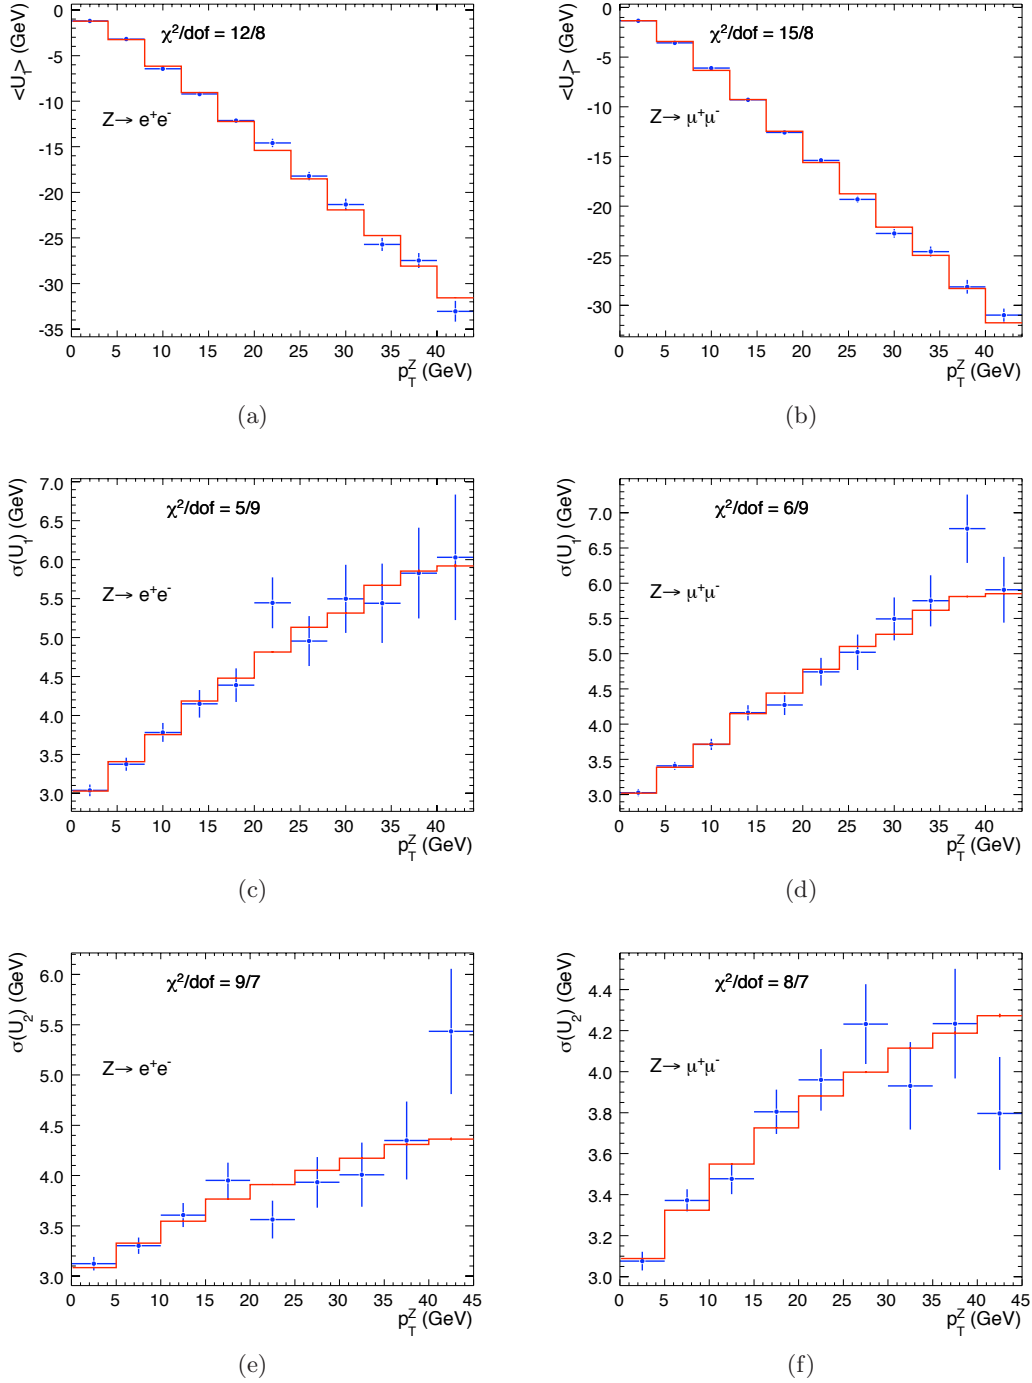 <U₁> (GeV)
χ²/dof = 12/8
Z→ e⁺e⁻
0
-5
-10
-15
-20
-25
-30
-35
0 5 10 15 20 25 30 35 40
p_T^Z (GeV)
(a)
<U₁> (GeV)
χ²/dof = 15/8
Z→ μ⁺μ⁻
0
-5
-10
-15
-20
-25
-30
0 5 10 15 20 25 30 35 40
p_T^Z (GeV)
(b)
σ(U₁) (GeV)
χ²/dof = 5/9
Z→ e⁺e⁻
7.0
6.5
6.0
5.5
5.0
4.5
4.0
3.5
3.0
0 5 10 15 20 25 30 35 40
p_T^Z (GeV)
(c)
σ(U₁) (GeV)
χ²/dof = 6/9
Z→ μ⁺μ⁻
7.0
6.5
6.0
5.5
5.0
4.5
4.0
3.5
3.0
0 5 10 15 20 25 30 35 40
p_T^Z (GeV)
(d)
σ(U₂) (GeV)
χ²/dof = 9/7
Z→ e⁺e⁻
6.0
5.5
5.0
4.5
4.0
3.5
3.0
0 5 10 15 20 25 30 35 40 45
p_T^Z (GeV)
(e)
σ(U₂) (GeV)
χ²/dof = 8/7
Z→ μ⁺μ⁻
4.4
4.2
4.0
3.8
3.6
3.4
3.2
3.0
0 5 10 15 20 25 30 35 40 45
p_T^Z (GeV)
(f)